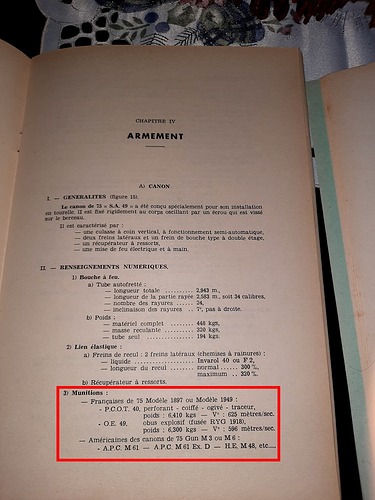 CHAPITRE IV
ARMEMENT
A) CANON
I. — GENERALITES (figure 15).
Le canon de 75 « S.A. 49 » a été conçu spécialement pour son installation
en tourelle. Il est fixé rigidement au corps oscillant par un écrou qui est vissé
sur le berceau.
Il est caractérisé par :
— une culasse à coin vertical, à fonctionnement semi-automatique,
— deux freins latéraux et un frein de bouche type à double étage,
— un récupérateur à ressorts,
— une mise de feu électrique et à main.
II. — RENSEIGNEMENTS NUMERIQUES.
1) Bouche à feu.
a) Tube autofretté :
— longueur totale .......... 2,943 m.,
— longueur de la partie rayée 2,583 m., soit 34 calibres,
— nombre des rayures .. 24,
— inclinaison des rayures .. 7°, pas à droite.
b) Poids :
— matériel complet ........ 448 kgs,
— masse reculante ........ 320 kgs,
— tube seul .............. 194 kgs.
2) Lien élastique :
a) Freins de recul : 2 freins latéraux (chemises à rainures) :
— liquide ................ Invarol 40 ou F 2,
— longueur du recul ...... normal ...... 300 %,
maximum .. 320 %.
b) Récupérateur à ressorts.
3) Munitions :
— Françaises de 75 Modèle 1897 ou Modèle 1949 :
- P.C.O.T. 40, perforant - coiffé - ogivé - traceur,
poids : 6,410 kgs — V° : 625 mètres/sec.
- O.E. 49, obus explosif (fusée RYG 1918),
poids : 6,300 kgs — V° : 596 mètres/sec.
— Américaines des canons de 75 Gun M 3 ou M 6 :
- A.P.C. M 61 — A.P.C. M 61 Ex. D — H.E. M 48, etc....